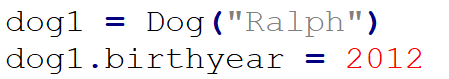 dog1 = Dog("Ralph")
dog1.birthyear = 2012